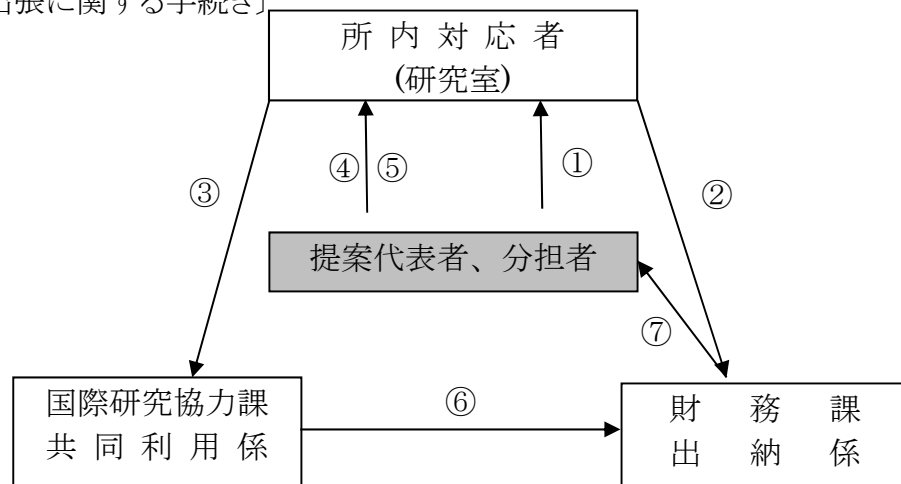 出張に関する手続き］
所 内 対 応 者
(研究室)
④ ⑤ ①
③ ②
提案代表者、分担者
⑦
国際研究協力課
共 同 利 用 係
⑥
財 務 課
出 納 係